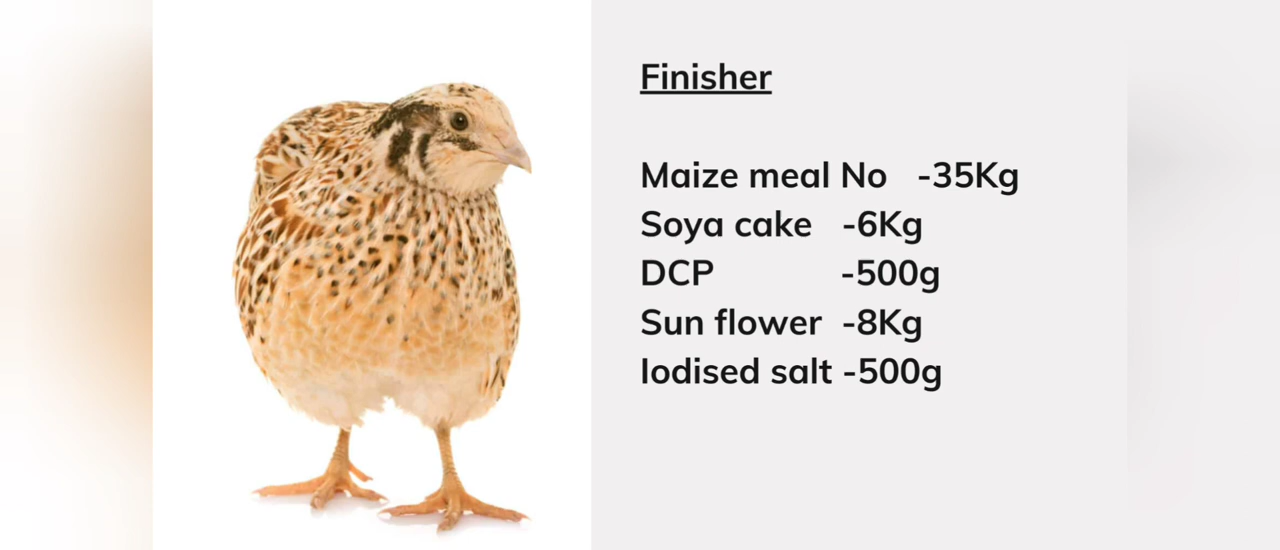 Finisher
Maize meal No -35Kg
Soya cake -6Kg
DCP -500g
Sun flower -8Kg
Iodised salt -500g